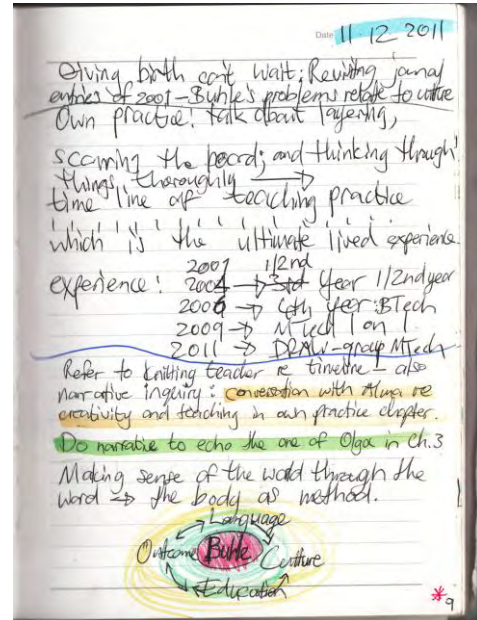 Date 11-12 2011
Giving birth can't wait: Revisiting journal
entries of 2001 - Buhle's problems relate to culture
Own practice: talk about layering,
scanning the board; and thinking through
things thoroughly →
time line of teaching practice
which is the ultimate lived experience.
2001 1/2nd
experience: 2004 → 3rd year 1/2nd year
2006 → 4th year: BTech
2009 → MTech 1 on 1
2011 → DRAW-group MTech
Refer to knitting teacher re timeline - also
narrative inquiry: conversation with Alma re
creativity and teaching in own practice chapter.
Do narrative to echo the one of Olga in Ch.3
Making sense of the world through the
word → the body as method.
Language
Outcome Buhle Culture
Education
*9